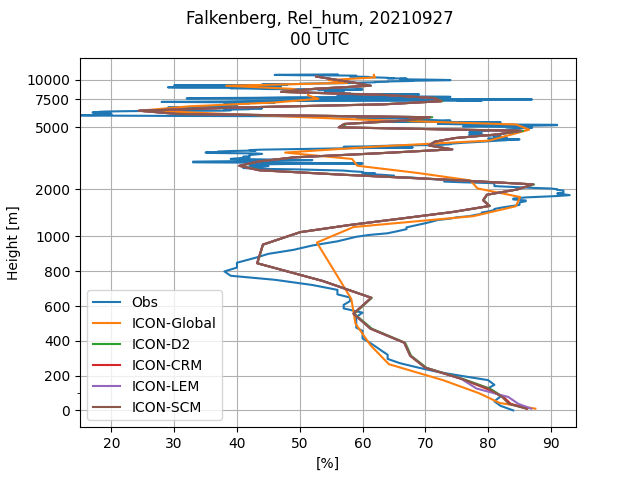 Falkenberg, Rel_hum, 20210927
00 UTC
10000
7500
5000
2000
1000
800
600
400
200
0
Height [m]
Obs
ICON-Global
ICON-D2
ICON-CRM
ICON-LEM
ICON-SCM
20 30 40 50 60 70 80 90
[%]